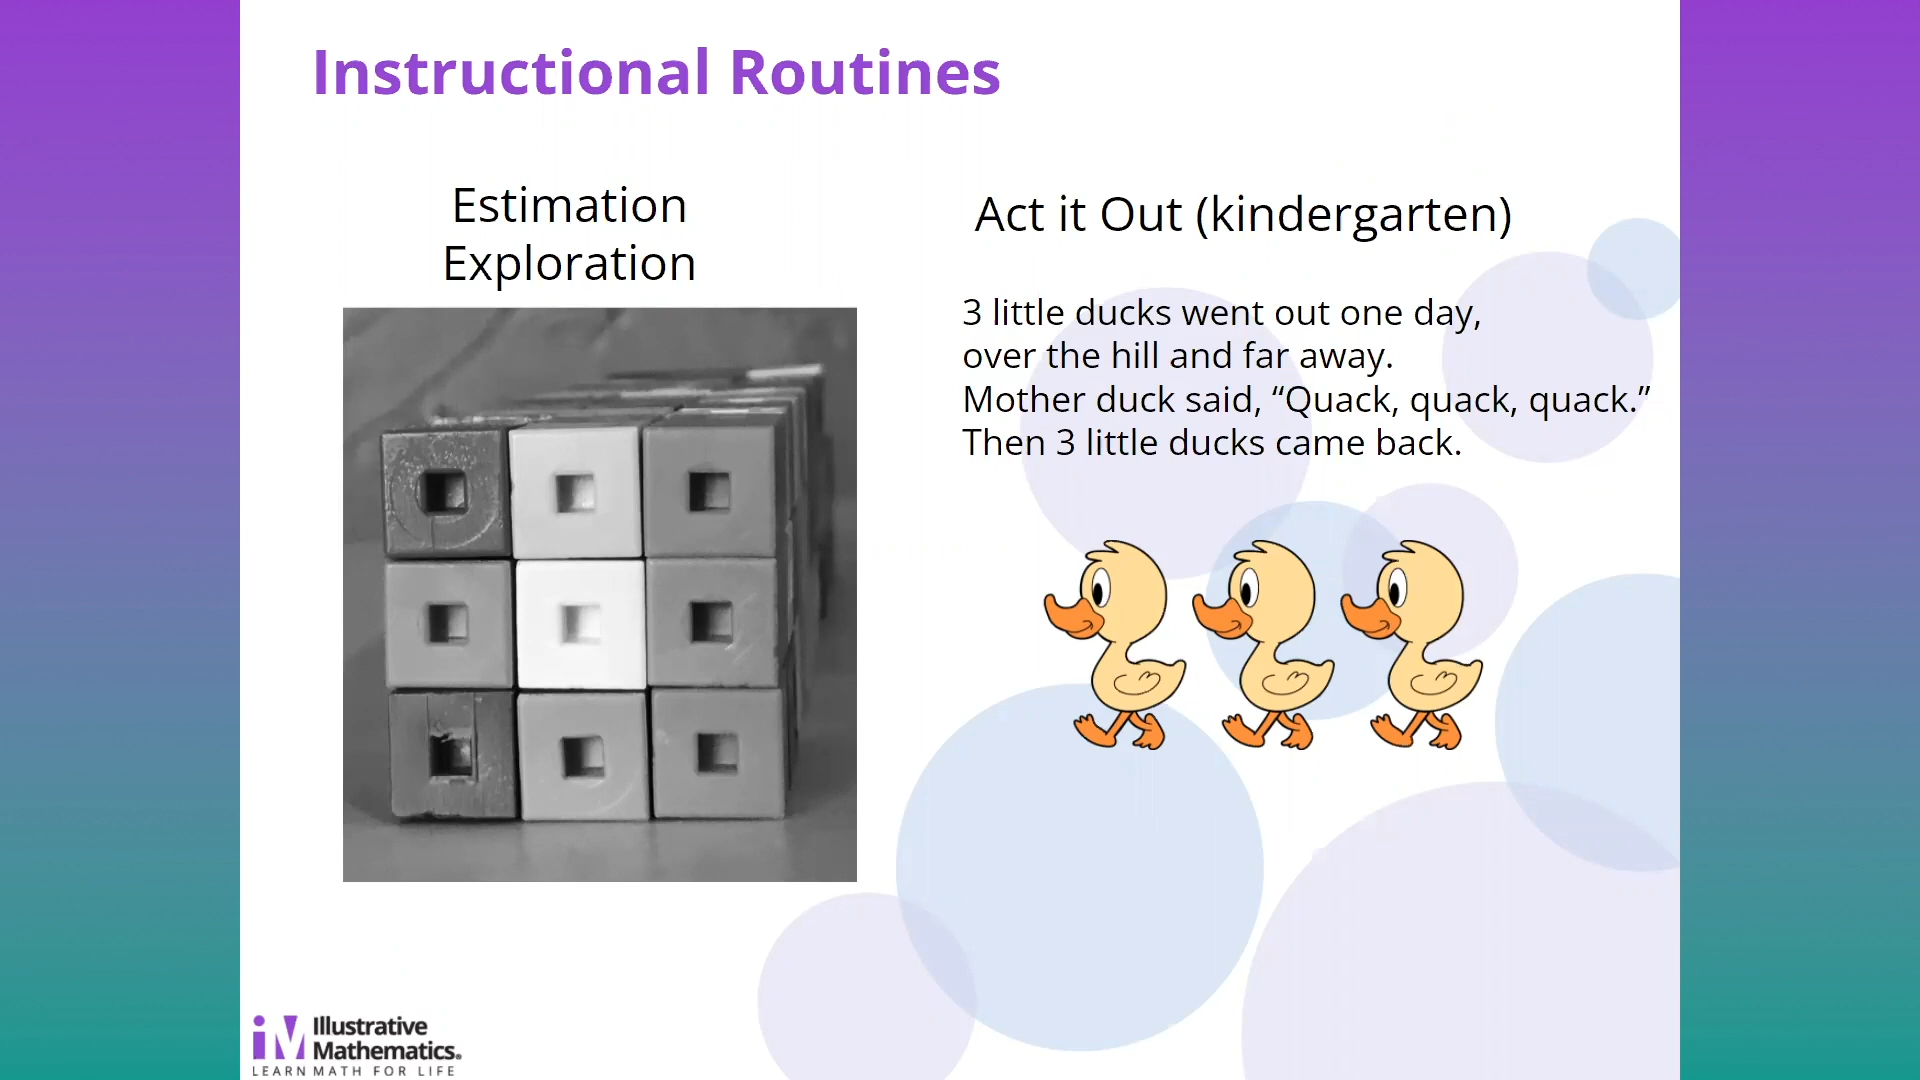 Instructional Routines
Estimation
Exploration
Act it Out (kindergarten)
3 little ducks went out one day,
over the hill and far away.
Mother duck said, “Quack, quack, quack.”
Then 3 little ducks came back.
iM Illustrative
Mathematics.
LEARN MATH FOR LIFE